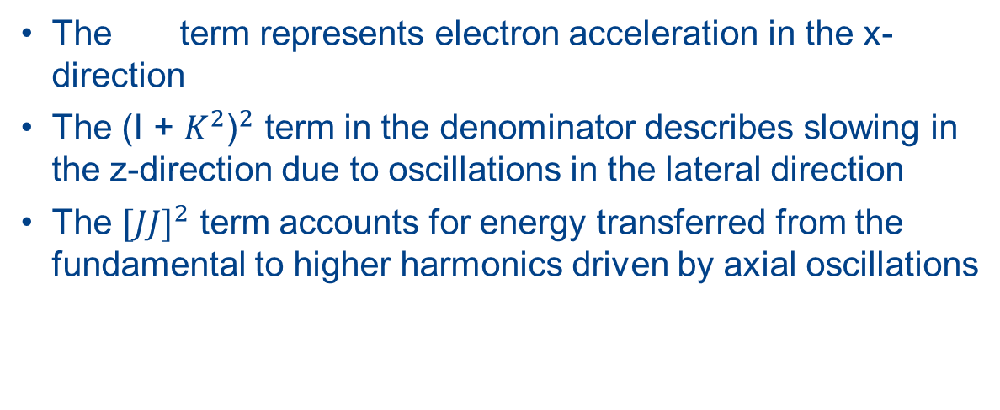 • The term represents electron acceleration in the x-
direction
• The (I + 𝐾²)² term in the denominator describes slowing in
the z-direction due to oscillations in the lateral direction
• The [𝐽𝐽]² term accounts for energy transferred from the
fundamental to higher harmonics driven by axial oscillations